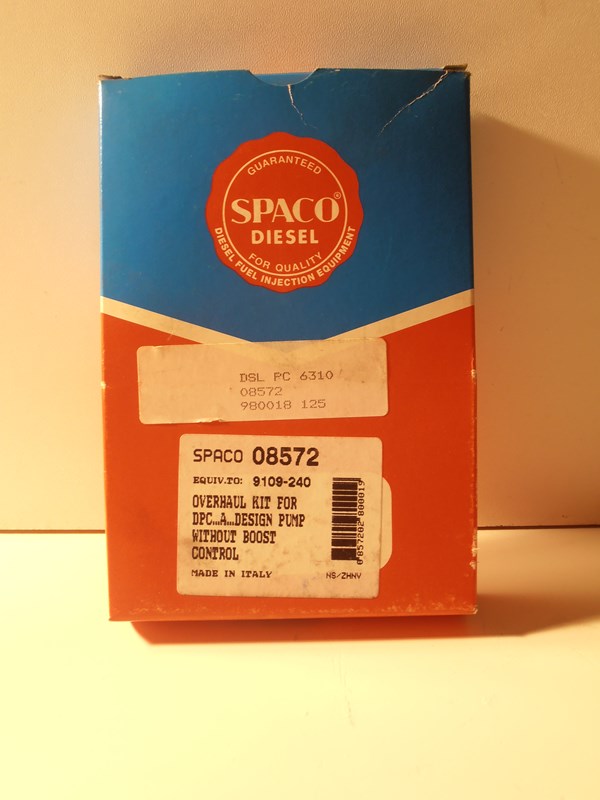 GUARANTEED
SPACO®
DIESEL
FOR QUALITY
DIESEL FUEL INJECTION EQUIPMENT
DSL PC 6310
08572
980018 125
SPACO 08572
EQUIV.TO: 9109-240
OVERHAUL KIT FOR
DPC...A...DESIGN PUMP
WITHOUT BOOST
CONTROL
MADE IN ITALY
NS/ZHNV